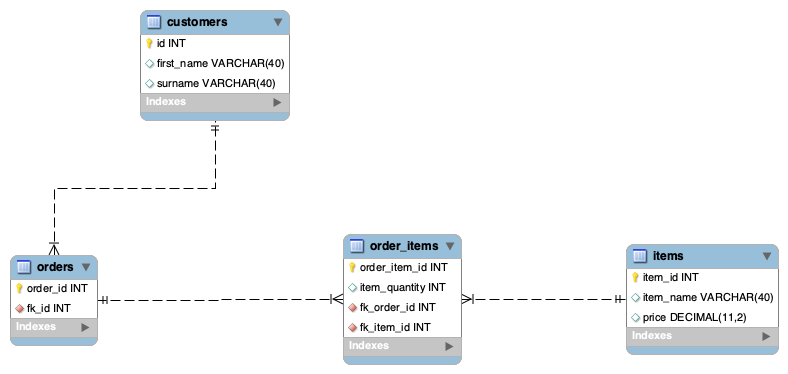 customers
id INT
first_name VARCHAR(40)
surname VARCHAR(40)
Indexes
orders
order_id INT
fk_id INT
Indexes
order_items
order_item_id INT
item_quantity INT
fk_order_id INT
fk_item_id INT
Indexes
items
item_id INT
item_name VARCHAR(40)
price DECIMAL(11,2)
Indexes